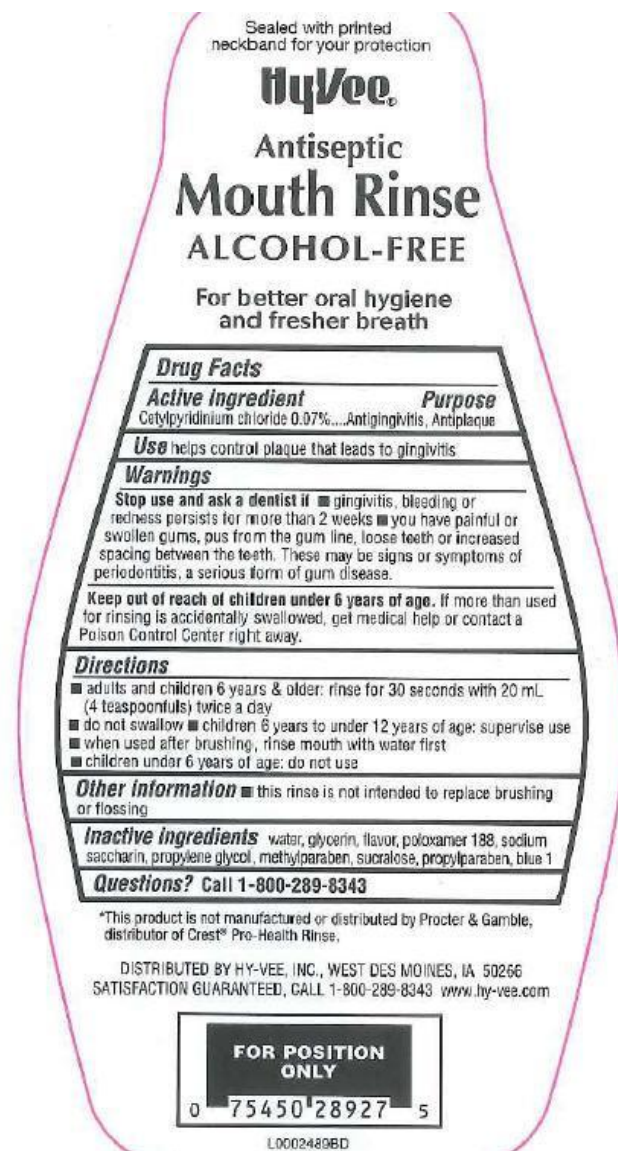 Sealed with printed
neckband for your protection
HyVee®
Antiseptic
Mouth Rinse
ALCOHOL-FREE
For better oral hygiene
and fresher breath
Drug Facts
Active Ingredient Purpose
Cetylpyridinium chloride 0.07%....Antigingivitis, Antiplaque
Use helps control plaque that leads to gingivitis
Warnings
Stop use and ask a dentist if ■ gingivitis, bleeding or
redness persists for more than 2 weeks ■ you have painful or
swollen gums, pus from the gum line, loose teeth or increased
spacing between the teeth. These may be signs or symptoms of
periodontitis, a serious form of gum disease.
Keep out of reach of children under 6 years of age. If more than used
for rinsing is accidentally swallowed, get medical help or contact a
Poison Control Center right away.
Directions
■ adults and children 6 years & older: rinse for 30 seconds with 20 mL
(4 teaspoonfuls) twice a day
■ do not swallow ■ children 6 years to under 12 years of age: supervise use
■ when used after brushing, rinse mouth with water first
■ children under 6 years of age: do not use
Other Information ■ this rinse is not intended to replace brushing
or flossing
Inactive ingredients water, glycerin, flavor, poloxamer 188, sodium
saccharin, propylene glycol, methylparaben, sucralose, propylparaben, blue 1
Questions? Call 1-800-289-8343
*This product is not manufactured or distributed by Procter & Gamble,
distributor of Crest® Pro-Health Rinse.
DISTRIBUTED BY HY-VEE, INC., WEST DES MOINES, IA 50266
SATISFACTION GUARANTEED, CALL 1-800-289-8343 www.hy-vee.com
FOR POSITION
ONLY
0 75450 28927 5
L0002489BD